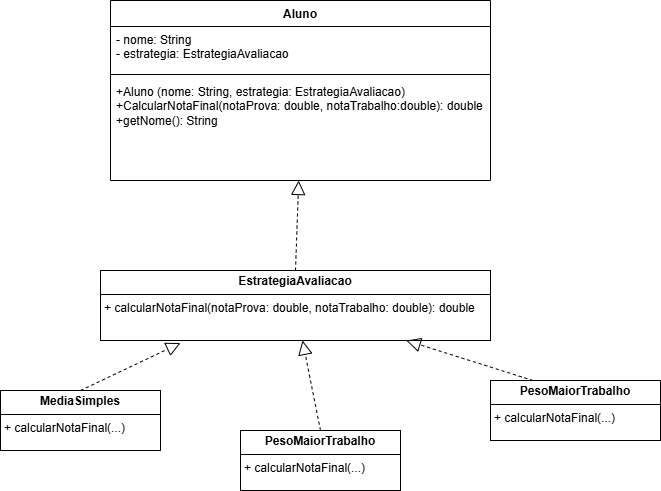 Aluno
- nome: String
- estrategia: EstrategiaAvaliacao
+Aluno (nome: String, estrategia: EstrategiaAvaliacao)
+CalcularNotaFinal(notaProva: double, notaTrabalho:double): double
+getNome(): String
EstrategiaAvaliacao
+ calcularNotaFinal(notaProva: double, notaTrabalho: double): double
MediaSimples
+ calcularNotaFinal(...)
PesoMaiorTrabalho
+ calcularNotaFinal(...)
PesoMaiorTrabalho
+ calcularNotaFinal(...)